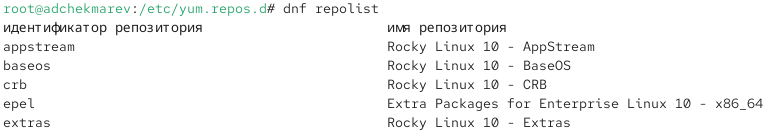 root@adchekmarev:/etc/yum.repos.d# dnf repolist
идентификатор репозитория имя репозитория
appstream Rocky Linux 10 - AppStream
baseos Rocky Linux 10 - BaseOS
crb Rocky Linux 10 - CRB
epel Extra Packages for Enterprise Linux 10 - x86_64
extras Rocky Linux 10 - Extras